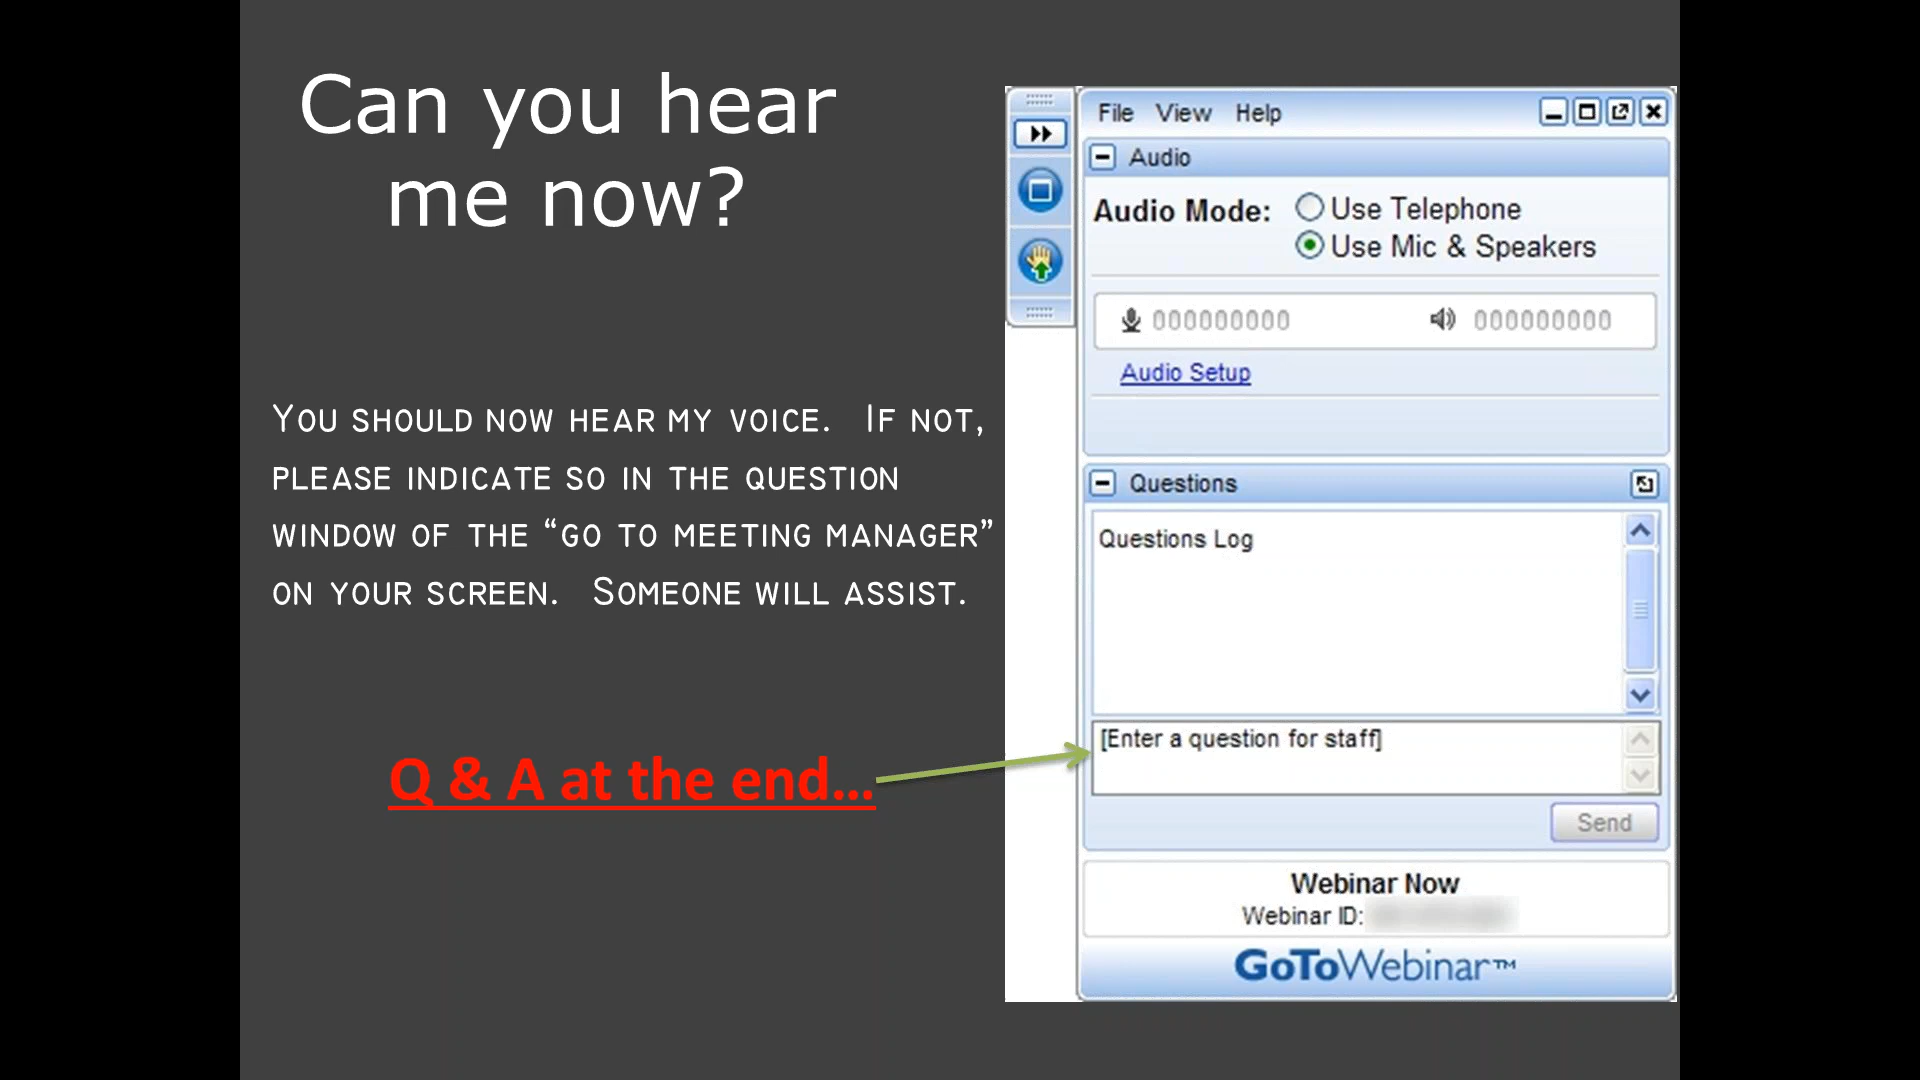 Can you hear
me now?
You should now hear my voice. If not,
please indicate so in the question
window of the “go to meeting manager”
on your screen. Someone will assist.
Q & A at the end...
File View Help
Audio
Audio Mode: Use Telephone
Use Mic & Speakers
000000000 000000000
Audio Setup
Questions
Questions Log
[Enter a question for staff]
Send
Webinar Now
Webinar ID:
GoToWebinar™